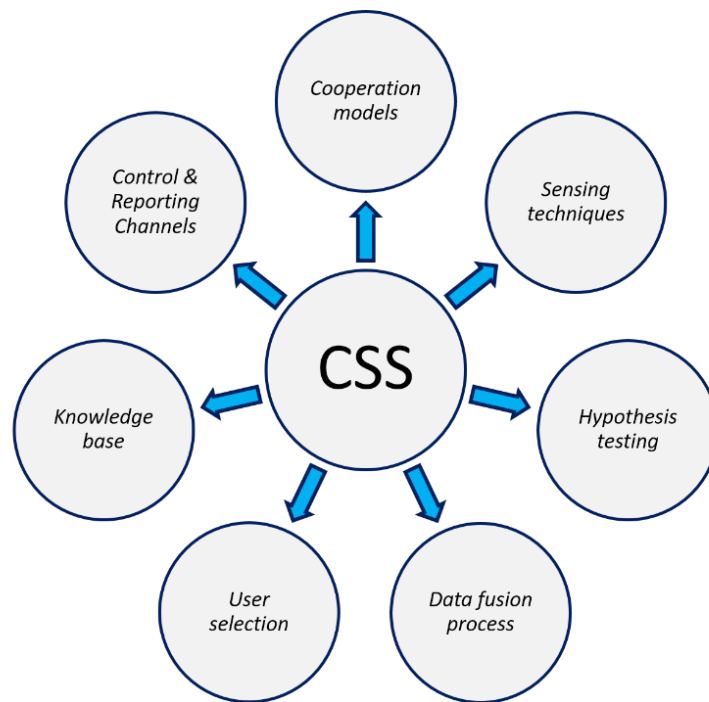 Cooperation
models
Sensing
techniques
Hypothesis
testing
Data fusion
process
User
selection
Knowledge
base
Control &
Reporting
Channels
CSS